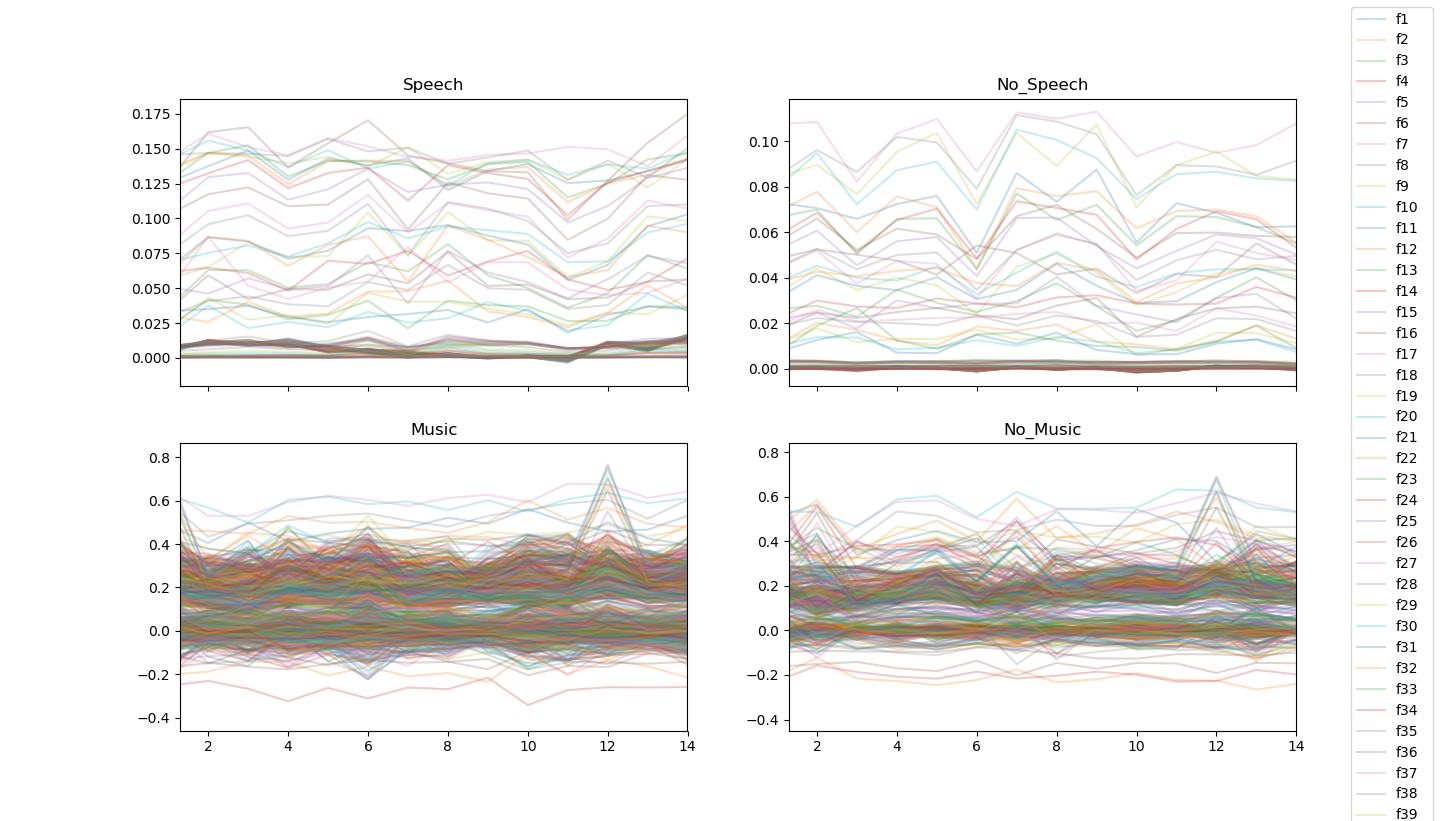 Speech
0.175
0.150
0.125
0.100
0.075
0.050
0.025
0.000
No_Speech
0.10
0.08
0.06
0.04
0.02
0.00
Music
0.8
0.6
0.4
0.2
0.0
−0.2
−0.4
2 4 6 8 10 12 14
No_Music
0.8
0.6
0.4
0.2
0.0
−0.2
−0.4
2 4 6 8 10 12 14
f1
f2
f3
f4
f5
f6
f7
f8
f9
f10
f11
f12
f13
f14
f15
f16
f17
f18
f19
f20
f21
f22
f23
f24
f25
f26
f27
f28
f29
f30
f31
f32
f33
f34
f35
f36
f37
f38
f39